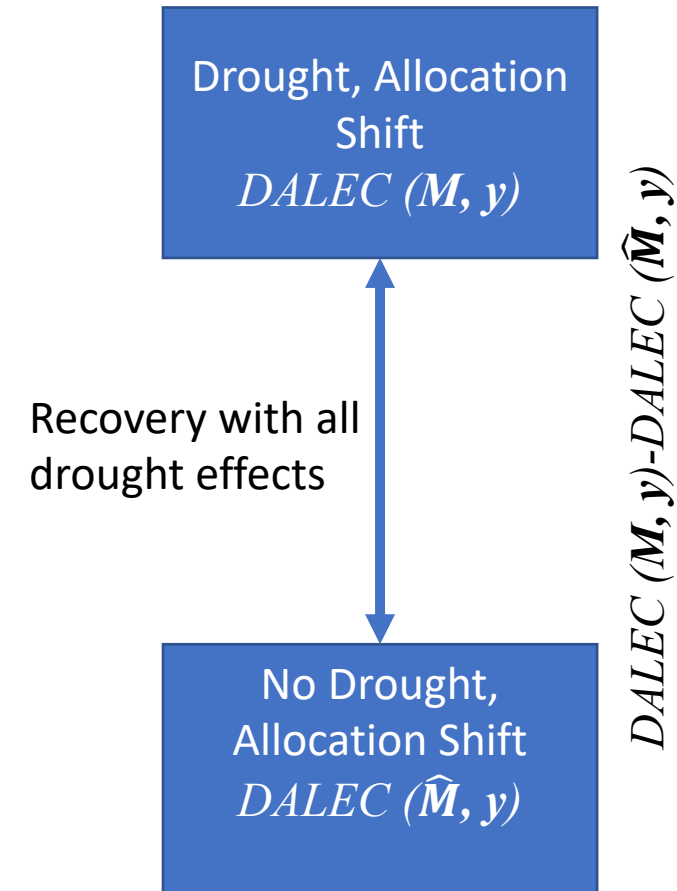 Drought, Allocation
Shift
DALEC (M, y)
Recovery with all
drought effects
DALEC (M, y)-DALEC (M̂, y)
No Drought,
Allocation Shift
DALEC (M̂, y)